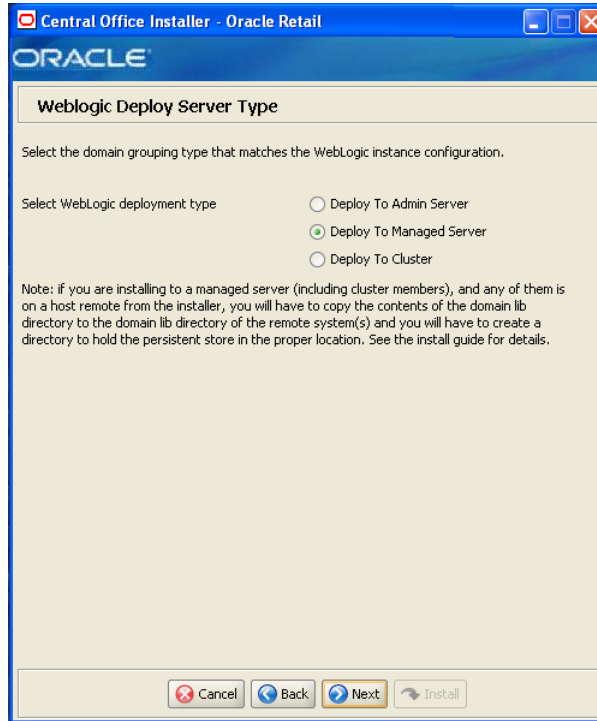 Central Office Installer - Oracle Retail
ORACLE
Weblogic Deploy Server Type
Select the domain grouping type that matches the WebLogic instance configuration.
Select WebLogic deployment type
Deploy To Admin Server
Deploy To Managed Server
Deploy To Cluster
Note: if you are installing to a managed server (including cluster members), and any of them is
on a host remote from the installer, you will have to copy the contents of the domain lib
directory to the domain lib directory of the remote system(s) and you will have to create a
directory to hold the persistent store in the proper location. See the install guide for details.
Cancel Back Next Install